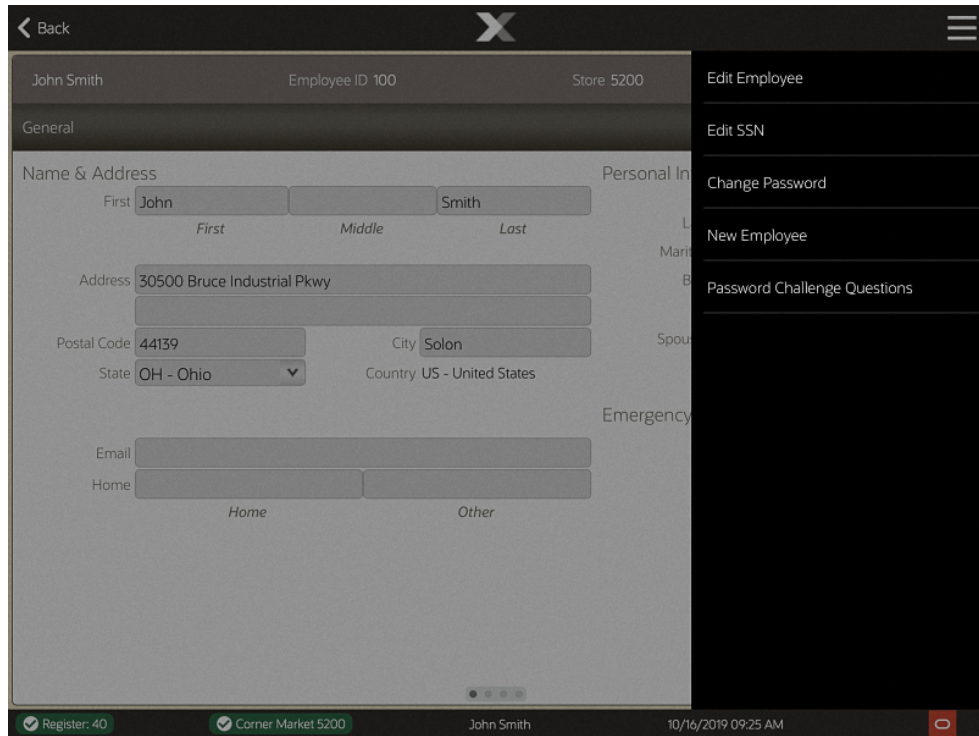 Back
John Smith Employee ID 100 Store 5200
General
Name & Address
First John Smith
First Middle Last
Address 30500 Bruce Industrial Pkwy
Postal Code 44139 City Solon
State OH - Ohio Country US - United States
Email
Home
Home Other
Personal In
L
Marit
B
Spou
Emergency
Edit Employee
Edit SSN
Change Password
New Employee
Password Challenge Questions
Register: 40 Corner Market 5200 John Smith 10/16/2019 09:25 AM